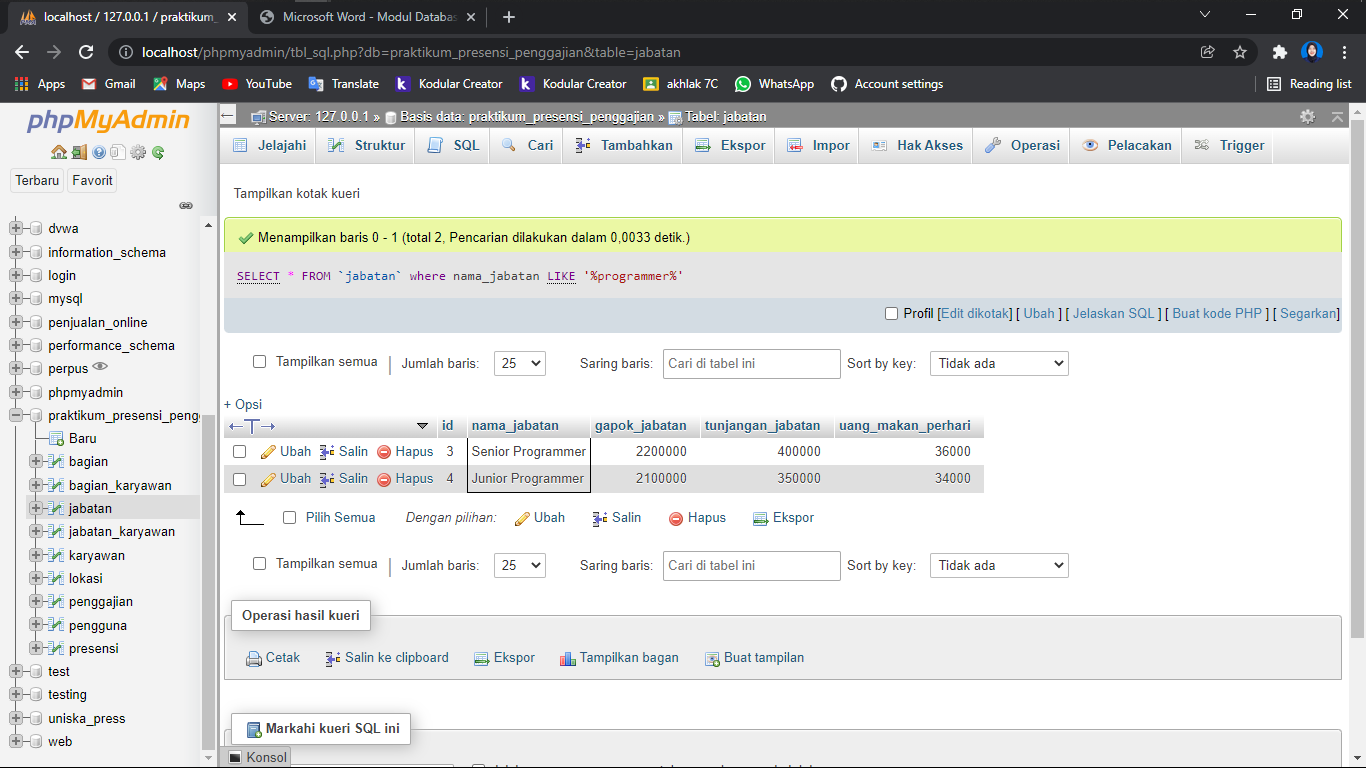 localhost / 127.0.0.1 / praktikum_
Microsoft Word - Modul Databas
localhost/phpmyadmin/tbl_sql.php?db=praktikum_presensi_penggajian&table=jabatan
Apps Gmail Maps YouTube Translate Kodular Creator Kodular Creator akhlak 7C WhatsApp Account settings Reading list
phpMyAdmin
Terbaru Favorit
dvwa
information_schema
login
mysql
penjualan_online
performance_schema
perpus
phpmyadmin
praktikum_presensi_peng
Baru
bagian
bagian_karyawan
jabatan
jabatan_karyawan
karyawan
lokasi
penggajian
pengguna
presensi
test
testing
uniska_press
web
Server: 127.0.0.1 » Basis data: praktikum_presensi_penggajian » Tabel: jabatan
Jelajahi Struktur SQL Cari Tambahkan Ekspor Impor Hak Akses Operasi Pelacakan Trigger
Tampilkan kotak kueri
Menampilkan baris 0 - 1 (total 2, Pencarian dilakukan dalam 0,0033 detik.)
SELECT * FROM `jabatan` where nama_jabatan LIKE '%programmer%'
Profil [Edit dikotak] [ Ubah ] [ Jelaskan SQL ] [ Buat kode PHP ] [ Segarkan]
Tampilkan semua | Jumlah baris: 25 Saring baris: Cari di tabel ini Sort by key: Tidak ada
+ Opsi
←T→ id nama_jabatan gapok_jabatan tunjangan_jabatan uang_makan_perhari
Ubah Salin Hapus 3 Senior Programmer 2200000 400000 36000
Ubah Salin Hapus 4 Junior Programmer 2100000 350000 34000
Pilih Semua Dengan pilihan: Ubah Salin Hapus Ekspor
Tampilkan semua | Jumlah baris: 25 Saring baris: Cari di tabel ini Sort by key: Tidak ada
Operasi hasil kueri
Cetak Salin ke clipboard Ekspor Tampilkan bagan Buat tampilan
Markahi kueri SQL ini
Konsol